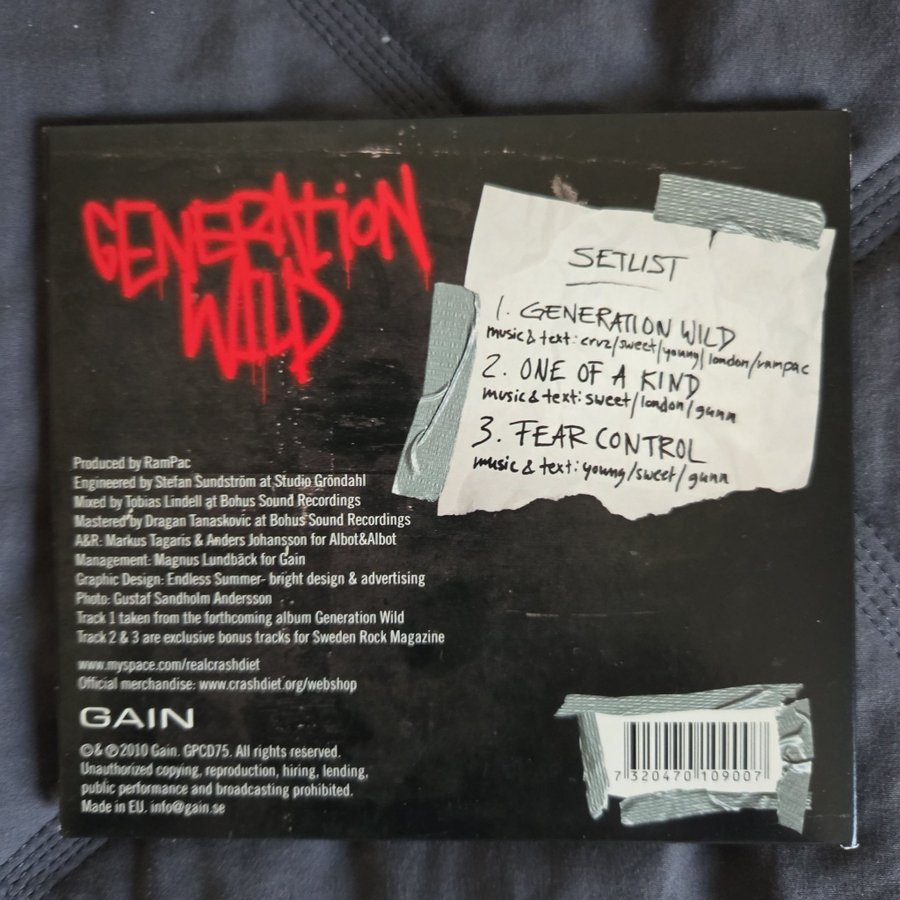 GENERATION
WILD
SETLIST
1. GENERATION WILD
music & text: cruz/sweet/young/london/rampac
2. ONE OF A KIND
music & text: sweet/london/gunn
3. FEAR CONTROL
music & text: young/sweet/gunn
Produced by RamPac
Engineered by Stefan Sundström at Studio Gröndahl
Mixed by Tobias Lindell at Bohus Sound Recordings
Mastered by Dragan Tanaskovic at Bohus Sound Recordings
A&R: Markus Tagaris & Anders Johansson for Albot&Albot
Management: Magnus Lundbäck for Gain
Graphic Design: Endless Summer- bright design & advertising
Photo: Gustaf Sandholm Andersson
Track 1 taken from the forthcoming album Generation Wild
Track 2 & 3 are exclusive bonus tracks for Sweden Rock Magazine
www.myspace.com/realcrashdiet
Official merchandise: www.crashdiet.org/webshop
GAIN
©& ℗2010 Gain. GPCD75. All rights reserved.
Unauthorized copying, reproduction, hiring, lending,
public performance and broadcasting prohibited.
Made in EU. info@gain.se
7 320470 109007